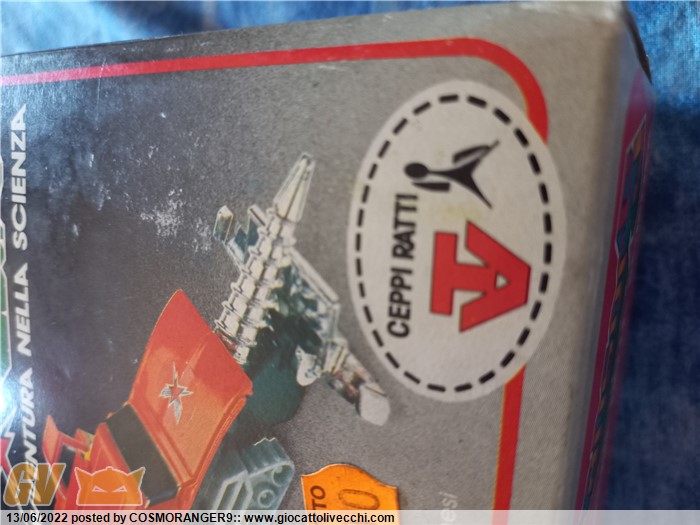 NTURA NELLA SCIENZA
CEPPI RATTI
GV
13/06/2022 posted by COSMORANGER9:: www.giocattolivecchi.com